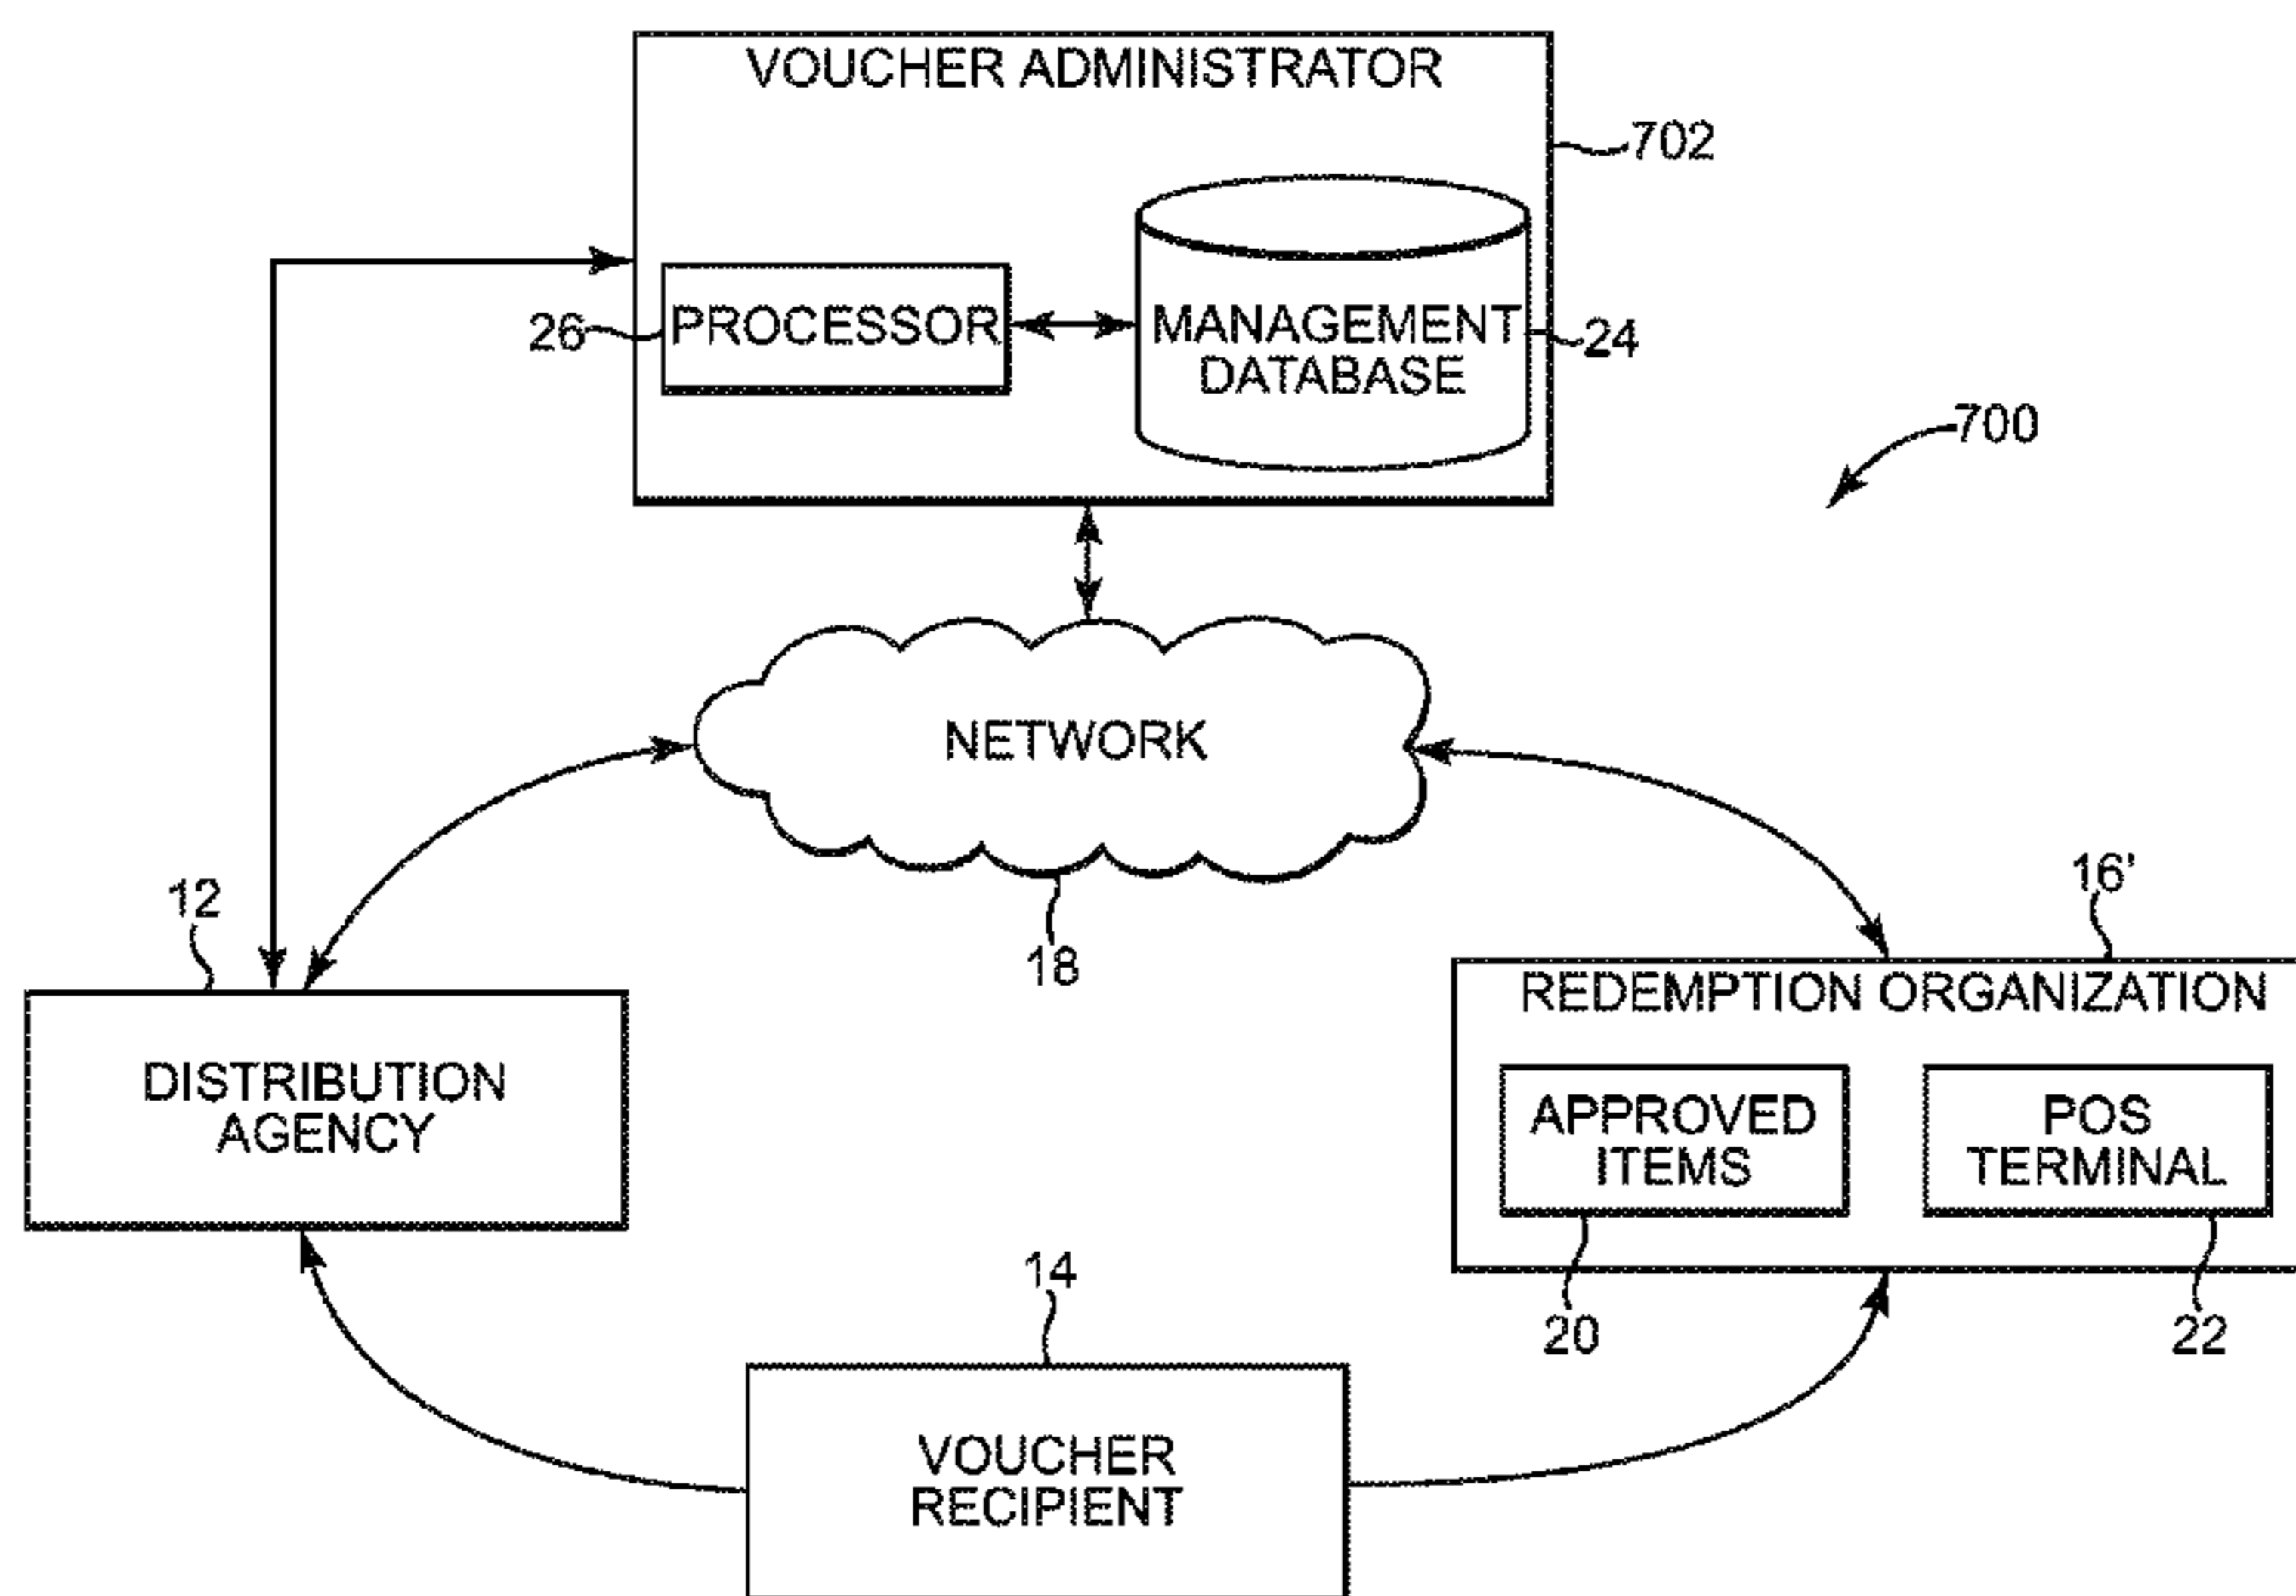 VOUCHER ADMINISTRATOR
702
PROCESSOR
26
MANAGEMENT
DATABASE
24
700
NETWORK
18
12
DISTRIBUTION
AGENCY
16'
REDEMPTION ORGANIZATION
APPROVED
ITEMS
POS
TERMINAL
20
22
14
VOUCHER
RECIPIENT